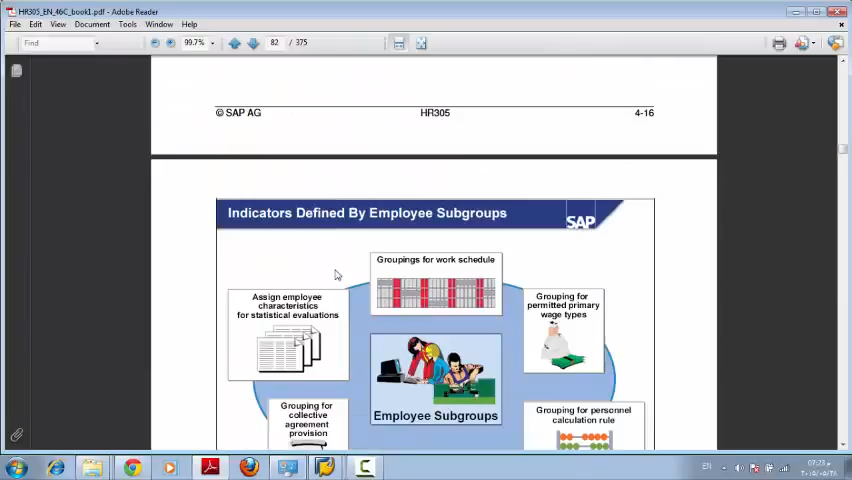 HR305_EN_46C_book1.pdf - Adobe Reader
File Edit View Document Tools Window Help
Find 99.7% 82 / 375
© SAP AG HR305 4-16
Indicators Defined By Employee Subgroups
SAP
Groupings for work schedule
Assign employee
characteristics
for statistical evaluations
Grouping for
permitted primary
wage types
Employee Subgroups
Grouping for
collective
agreement
provision
Grouping for personnel
calculation rule
EN